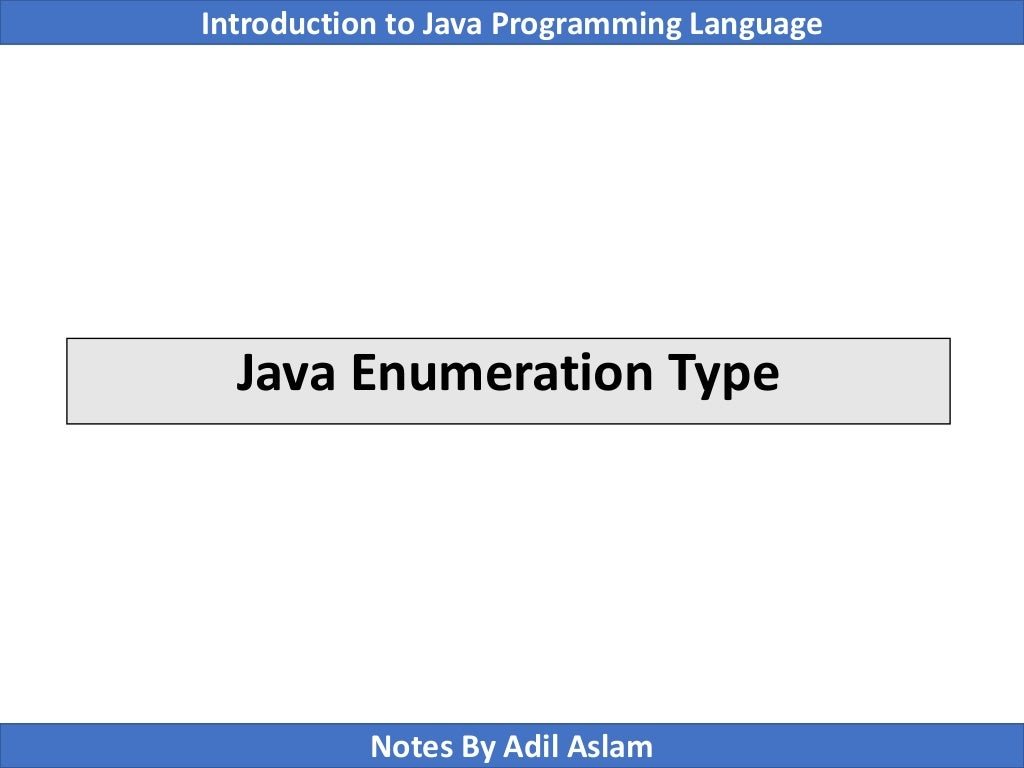 Introduction to Java Programming Language
Java Enumeration Type
Notes By Adil Aslam